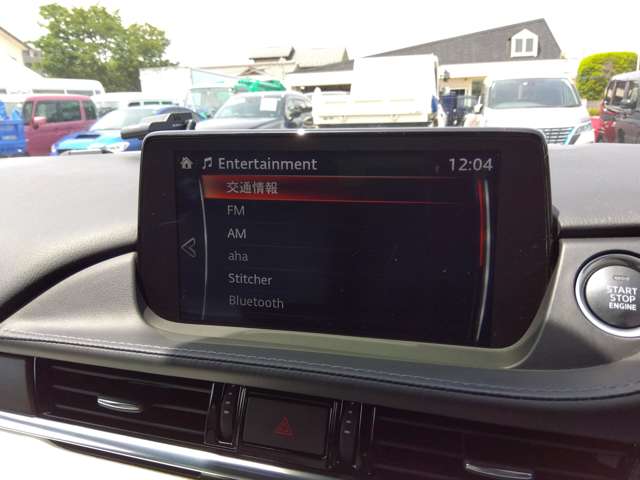 Entertainment 12:04
交通情報
FM
AM
aha
Stitcher
Bluetooth
START
STOP
ENGINE